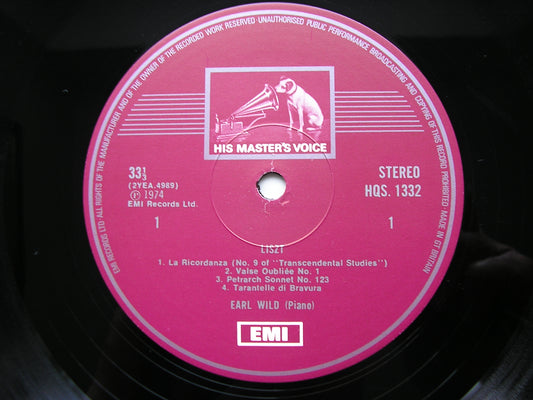 EMI RECORDS LTD · ALL RIGHTS OF THE MANUFACTURER AND OF THE OWNER OF THE RECORDED WORK RESERVED · UNAUTHORISED PUBLIC PERFORMANCE BROADCASTING AND COPYING OF THIS RECORD PROHIBITED · MADE IN GT BRITAIN
HIS MASTER'S VOICE
33⅓
(2YEA.4989)
℗ 1974
EMI Records Ltd.
1
STEREO
HQS. 1332
1
LISZT
1. La Ricordanza (No. 9 of "Transcendental Studies")
2. Valse Oubliée No. 1
3. Petrarch Sonnet No. 123
4. Tarantelle di Bravura
EARL WILD (Piano)
EMI